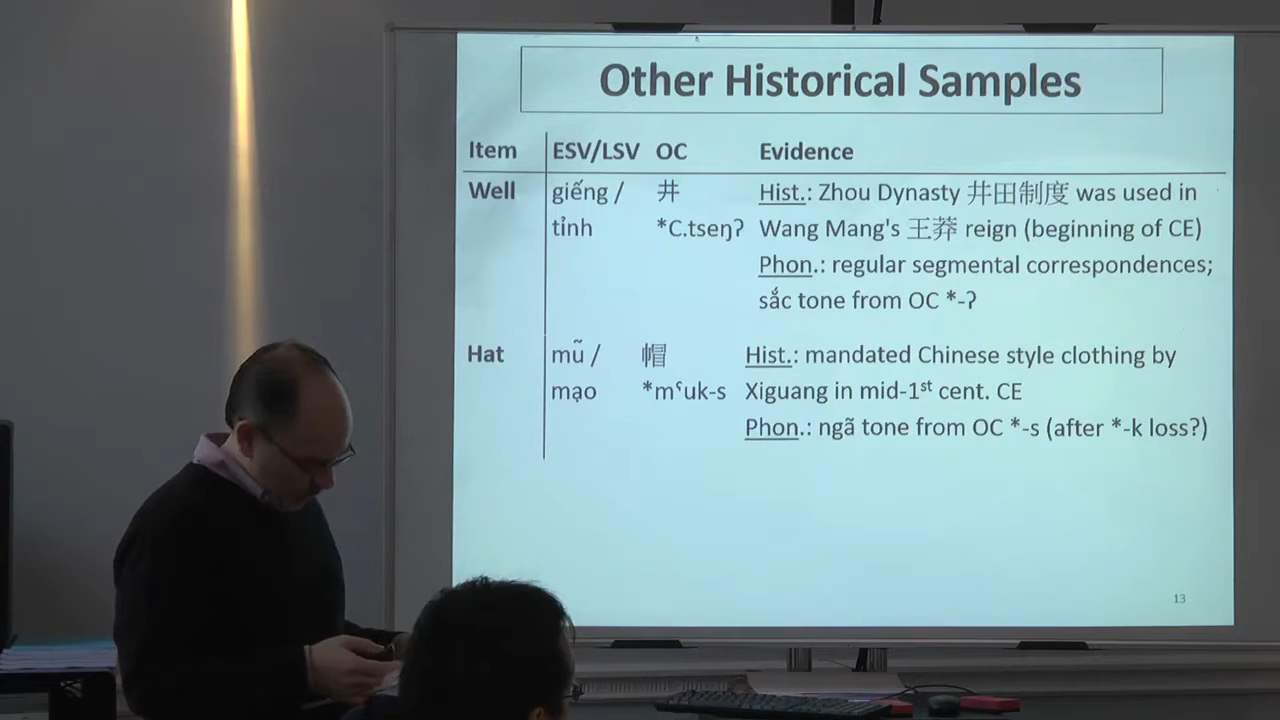 Other Historical Samples
Item ESV/LSV OC Evidence
Well giếng / 井 Hist.: Zhou Dynasty 井田制度 was used in
tỉnh *C.tseŋʔ Wang Mang's 王莽 reign (beginning of CE)
Phon.: regular segmental correspondences;
sắc tone from OC *-ʔ
Hat mũ / 帽 Hist.: mandated Chinese style clothing by
mạo *mˤuk-s Xiguang in mid-1st cent. CE
Phon.: ngã tone from OC *-s (after *-k loss?)
13